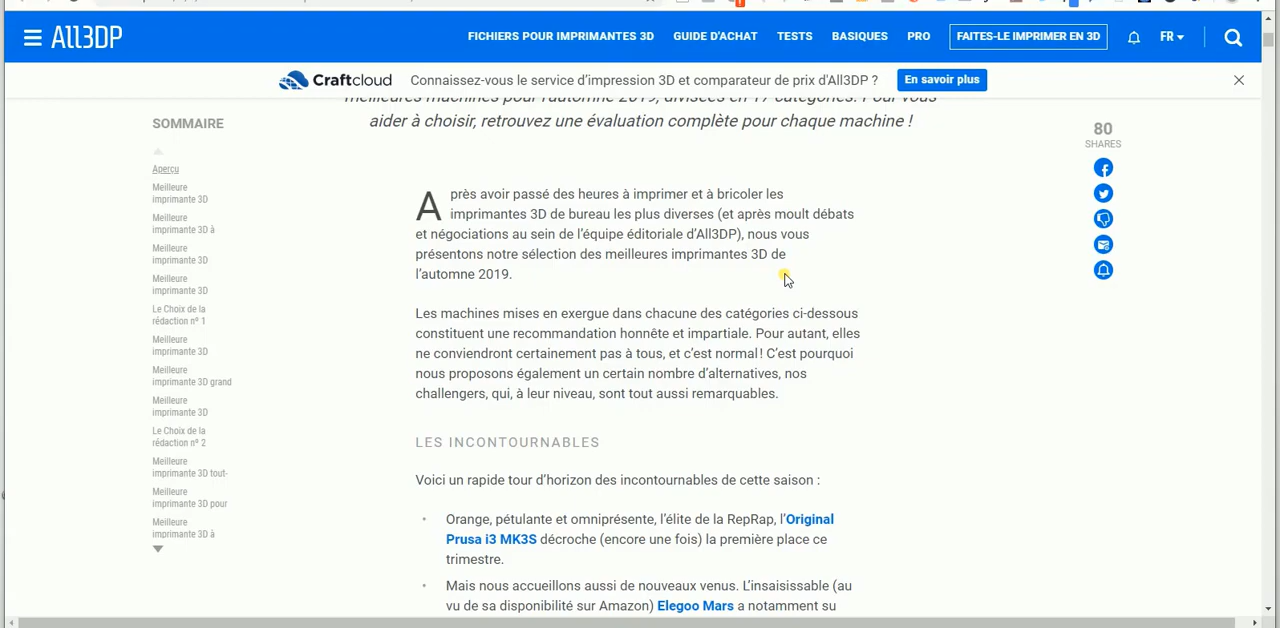 All3DP
FICHIERS POUR IMPRIMANTES 3D
GUIDE D'ACHAT
TESTS
BASIQUES
PRO
FAITES-LE IMPRIMER EN 3D
FR
Craftcloud
Connaissez-vous le service d'impression 3D et comparateur de prix d'All3DP ?
En savoir plus
meilleures machines pour l'automne 2019, divisées en 17 catégories. Pour vous
aider à choisir, retrouvez une évaluation complète pour chaque machine !
SOMMAIRE
Aperçu
Meilleure
imprimante 3D
Meilleure
imprimante 3D à
Meilleure
imprimante 3D
Meilleure
imprimante 3D
Le Choix de la
rédaction nº 1
Meilleure
imprimante 3D
Meilleure
imprimante 3D grand
Meilleure
imprimante 3D
Le Choix de la
rédaction nº 2
Meilleure
imprimante 3D tout-
Meilleure
imprimante 3D pour
Meilleure
imprimante 3D à
Après avoir passé des heures à imprimer et à bricoler les
imprimantes 3D de bureau les plus diverses (et après moult débats
et négociations au sein de l'équipe éditoriale d'All3DP), nous vous
présentons notre sélection des meilleures imprimantes 3D de
l'automne 2019.
Les machines mises en exergue dans chacune des catégories ci-dessous
constituent une recommandation honnête et impartiale. Pour autant, elles
ne conviendront certainement pas à tous, et c'est normal ! C'est pourquoi
nous proposons également un certain nombre d'alternatives, nos
challengers, qui, à leur niveau, sont tout aussi remarquables.
LES INCONTOURNABLES
Voici un rapide tour d'horizon des incontournables de cette saison :
• Orange, pétulante et omniprésente, l'élite de la RepRap, l'Original
Prusa i3 MK3S décroche (encore une fois) la première place ce
trimestre.
• Mais nous accueillons aussi de nouveaux venus. L'insaisissable (au
vu de sa disponibilité sur Amazon) Elegoo Mars a notamment su
80
SHARES